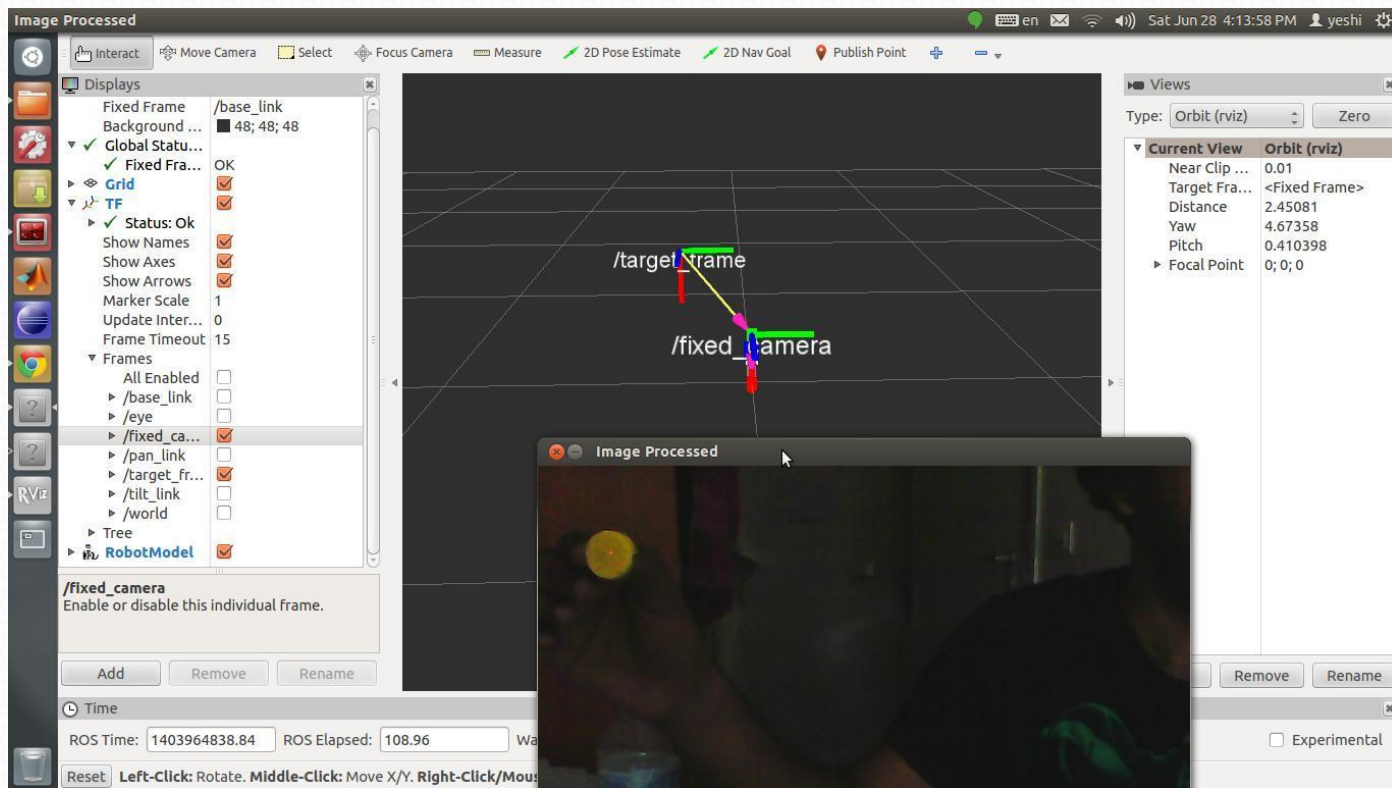 Image Processed
en
Sat Jun 28 4:13:58 PM
yeshi
Interact
Move Camera
Select
Focus Camera
Measure
2D Pose Estimate
2D Nav Goal
Publish Point
Displays
Fixed Frame /base_link
Background ... 48; 48; 48
Global Statu...
Fixed Fra... OK
Grid
TF
Status: Ok
Show Names
Show Axes
Show Arrows
Marker Scale 1
Update Inter... 0
Frame Timeout 15
Frames
All Enabled
/base_link
/eye
/fixed_ca...
/pan_link
/target_fr...
/tilt_link
/world
Tree
RobotModel
/fixed_camera
Enable or disable this individual frame.
Add Remove Rename
/target_frame
/fixed_camera
Image Processed
Views
Type: Orbit (rviz) Zero
Current View Orbit (rviz)
Near Clip ... 0.01
Target Fra... <Fixed Frame>
Distance 2.45081
Yaw 4.67358
Pitch 0.410398
Focal Point 0; 0; 0
Remove Rename
Time
ROS Time: 1403964838.84 ROS Elapsed: 108.96 Wa
Experimental
Reset Left-Click: Rotate. Middle-Click: Move X/Y. Right-Click/Mous
RViz